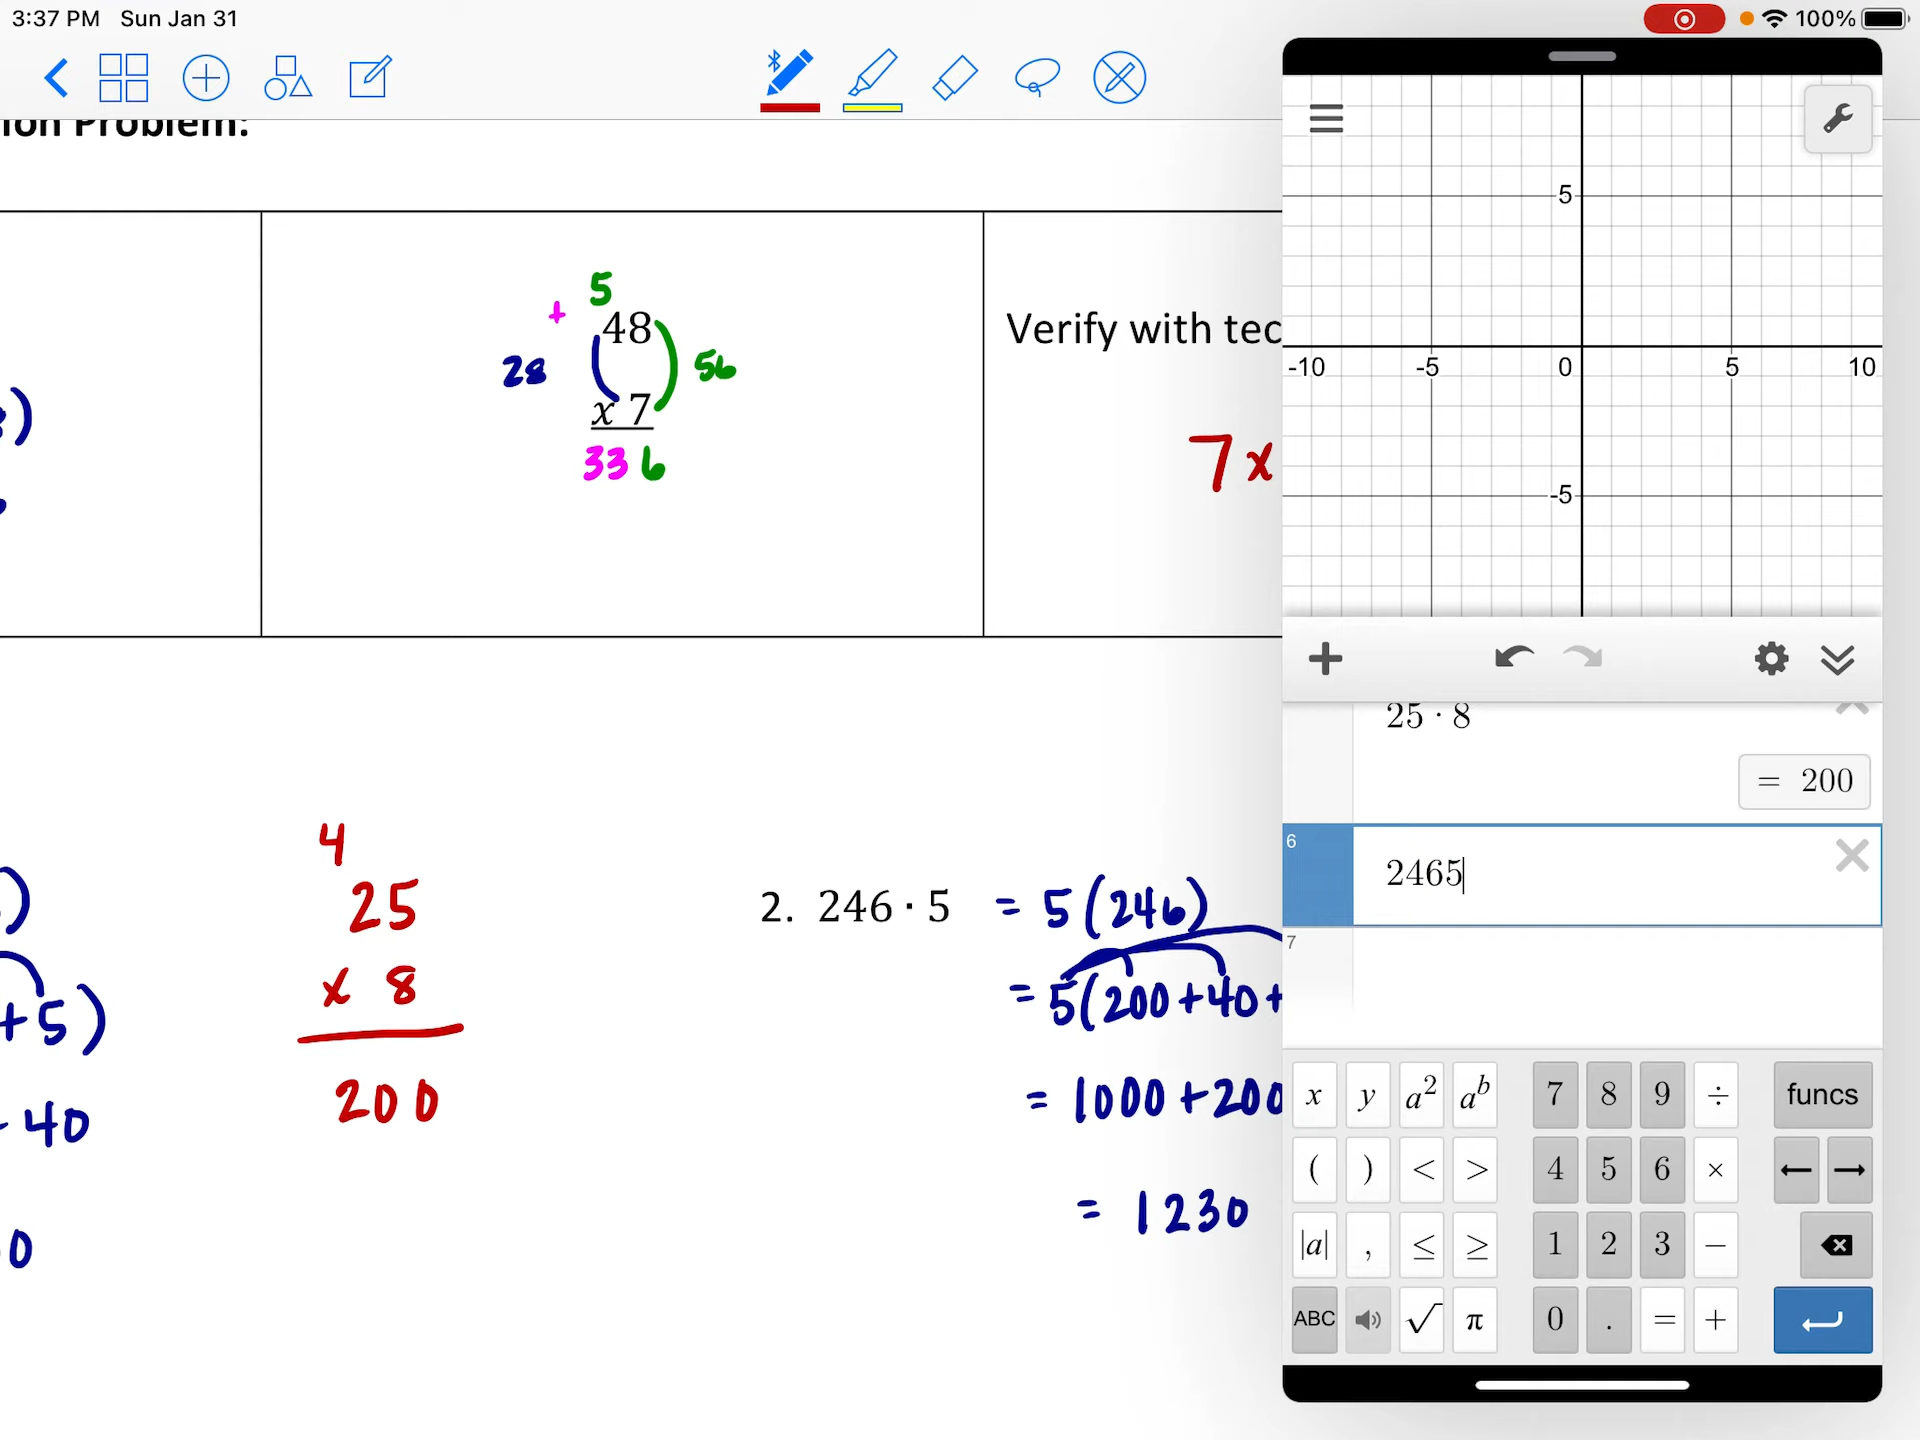 3:37 PM Sun Jan 31
100%
ion Problem:
+ 5
48
28 56
x 7
336
Verify with tec
7x
5
-10 -5 0 5 10
-5
25 · 8
= 200
6
2465
7
)
+5)
40
0
4
25
x 8
200
2. 246 · 5 = 5(246)
= 5(200+40+
= 1000+200
= 1230
x y a² aᵇ 7 8 9 ÷ funcs
( ) < > 4 5 6 × ← →
|a| , ≤ ≥ 1 2 3 −
ABC √ π 0 . = +